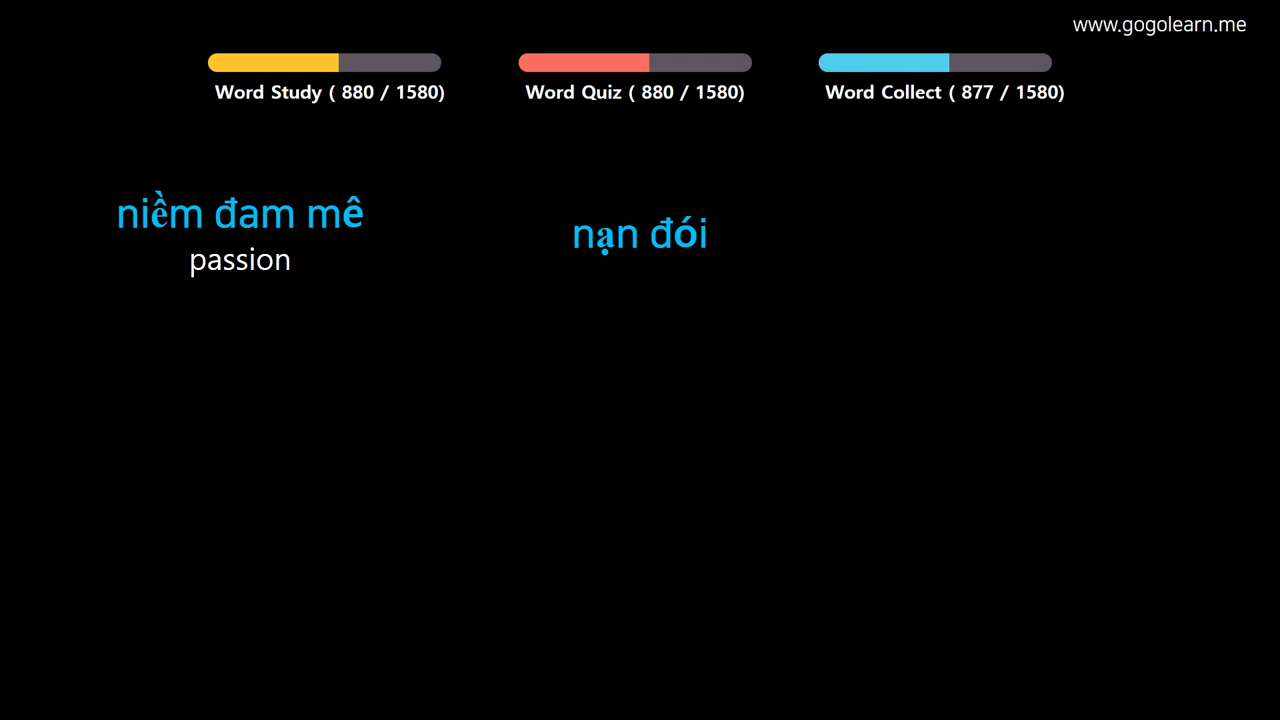 www.gogolearn.me
Word Study ( 880 / 1580)
Word Quiz ( 880 / 1580)
Word Collect ( 877 / 1580)
niềm đam mê
passion
nạn đói